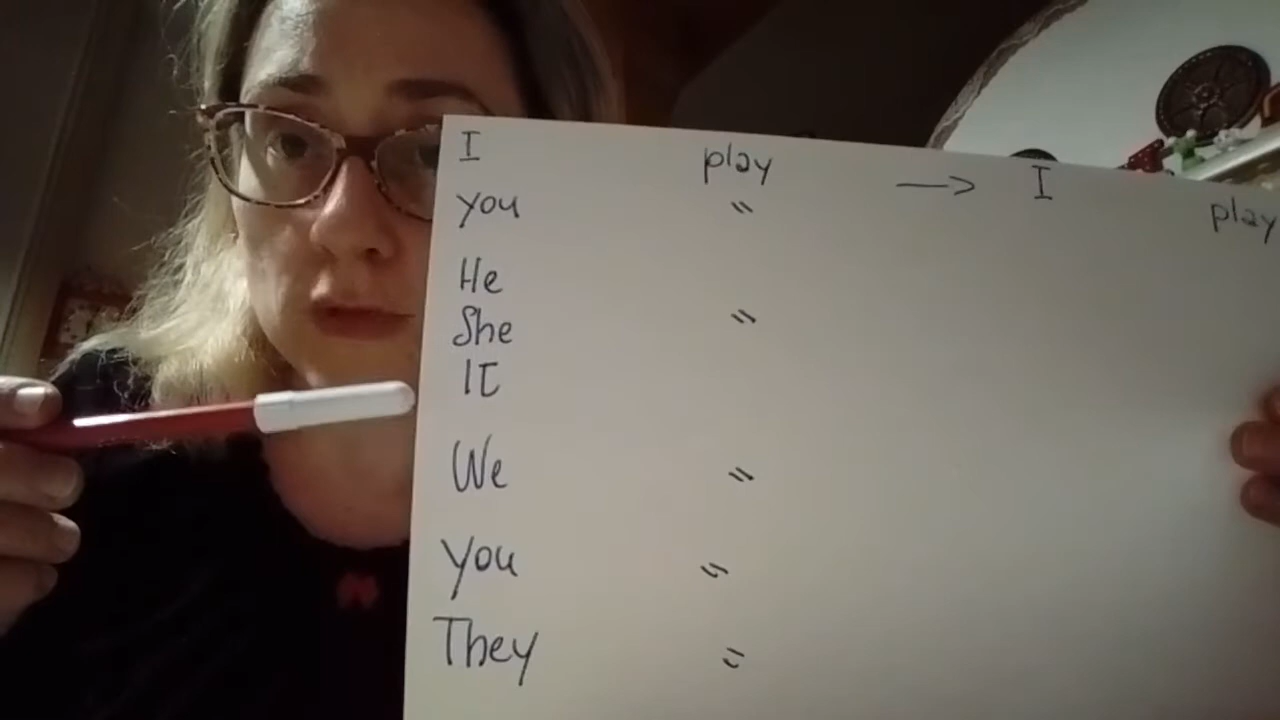 I play → I play
you "
He
She "
It
We "
you "
They "